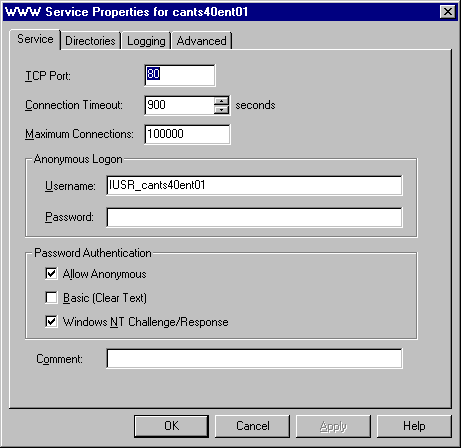 WWW Service Properties for cants40ent01
Service Directories Logging Advanced
TCP Port: 80
Connection Timeout: 900 seconds
Maximum Connections: 100000
Anonymous Logon
Username: IUSR_cants40ent01
Password:
Password Authentication
Allow Anonymous
Basic (Clear Text)
Windows NT Challenge/Response
Comment:
OK Cancel Apply Help